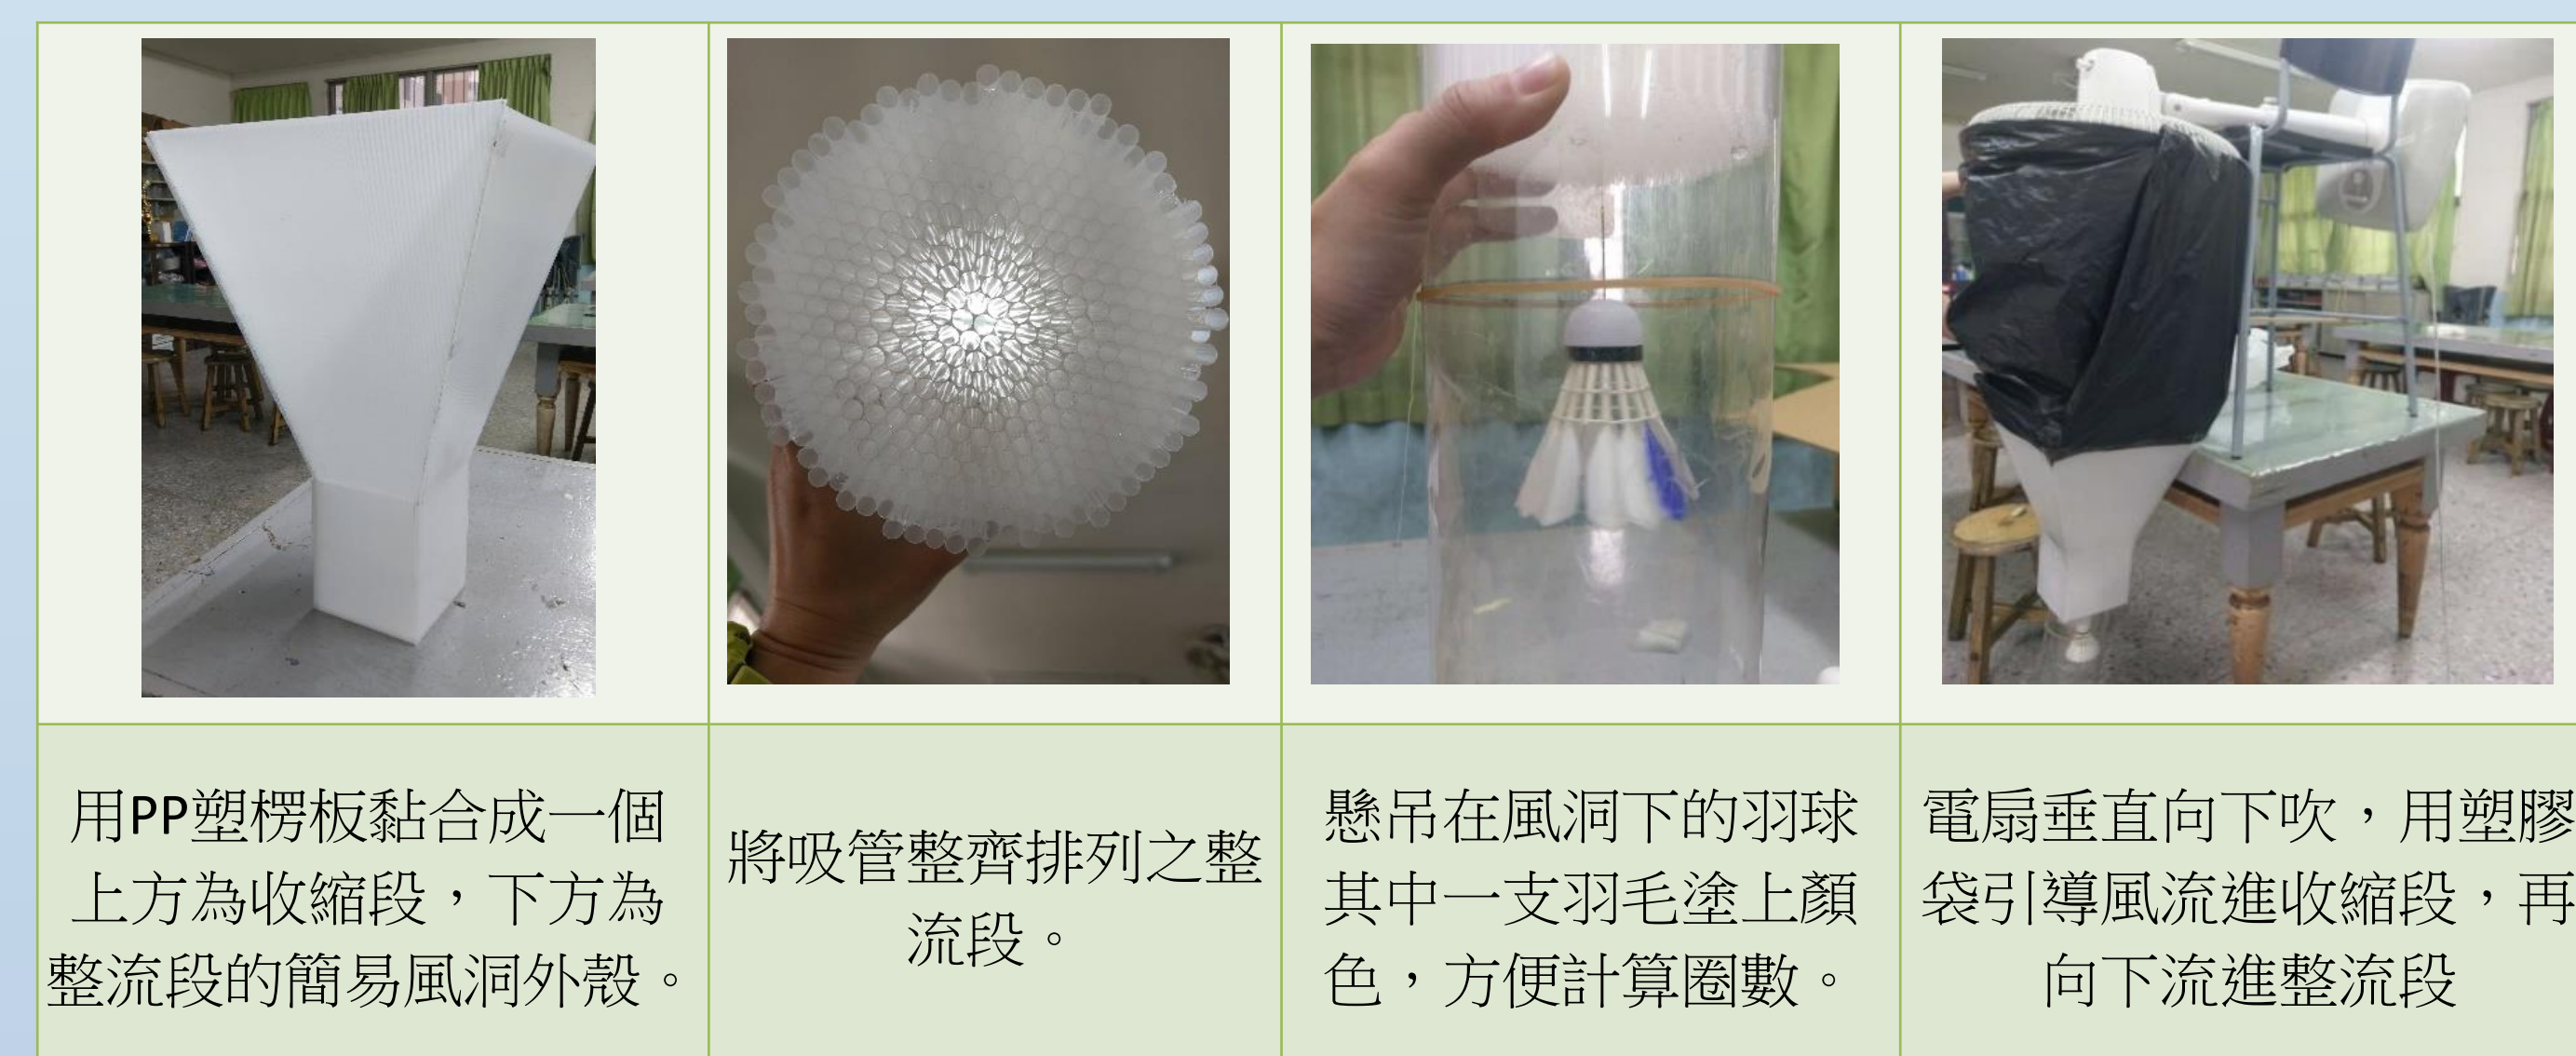 用PP塑楞板黏合成一個
上方為收縮段，下方為
整流段的簡易風洞外殼。
將吸管整齊排列之整
流段。
懸吊在風洞下的羽球
其中一支羽毛塗上顏
色，方便計算圈數。
電扇垂直向下吹，用塑膠
袋引導風流進收縮段，再
向下流進整流段